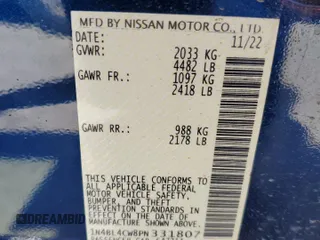 MFD BY NISSAN MOTOR CO., LTD.
DATE: 11/22
GVWR: 2033 KG
4482 LB
GAWR FR.: 1097 KG
2418 LB
GAWR RR.: 988 KG
2178 LB
THIS VEHICLE CONFORMS TO ALL
FEDERAL MOTOR VEHICLE SAFETY,
BUMPER, AND THEFT PREVENTION
STANDARDS IN EFFECT ON THE
DATE OF MANUFACTURE SHOWN
ABOVE.
1N4BL4CW8PN331807
PASSENGER CAR
DREAMBID